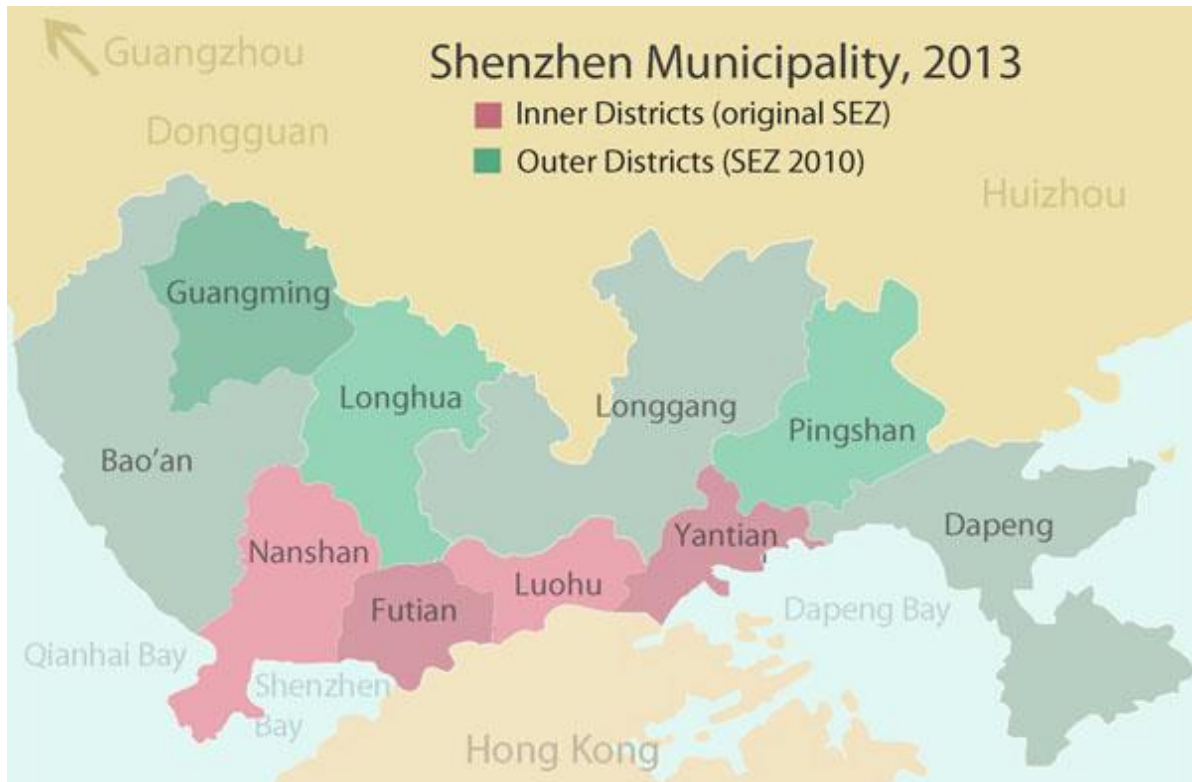 Guangzhou
Shenzhen Municipality, 2013
Inner Districts (original SEZ)
Dongguan
Outer Districts (SEZ 2010)
Huizhou
Guangming
Longhua
Longgang
Pingshan
Bao’an
Nanshan
Yantian
Dapeng
Luohu
Futian
Dapeng Bay
Qianhai Bay
Shenzhen
Bay
Hong Kong